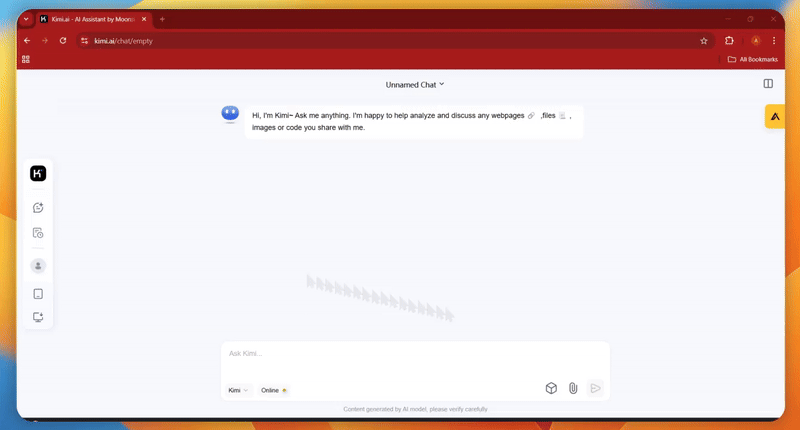 Kimi.ai - AI Assistant by Moons
kimi.ai/chat/empty
All Bookmarks
Unnamed Chat
Hi, I'm Kimi~ Ask me anything. I'm happy to help analyze and discuss any webpages 🔗 ,files 📃 ,
images or code you share with me.
Ask Kimi...
Kimi
Online
Content generated by AI model, please verify carefully